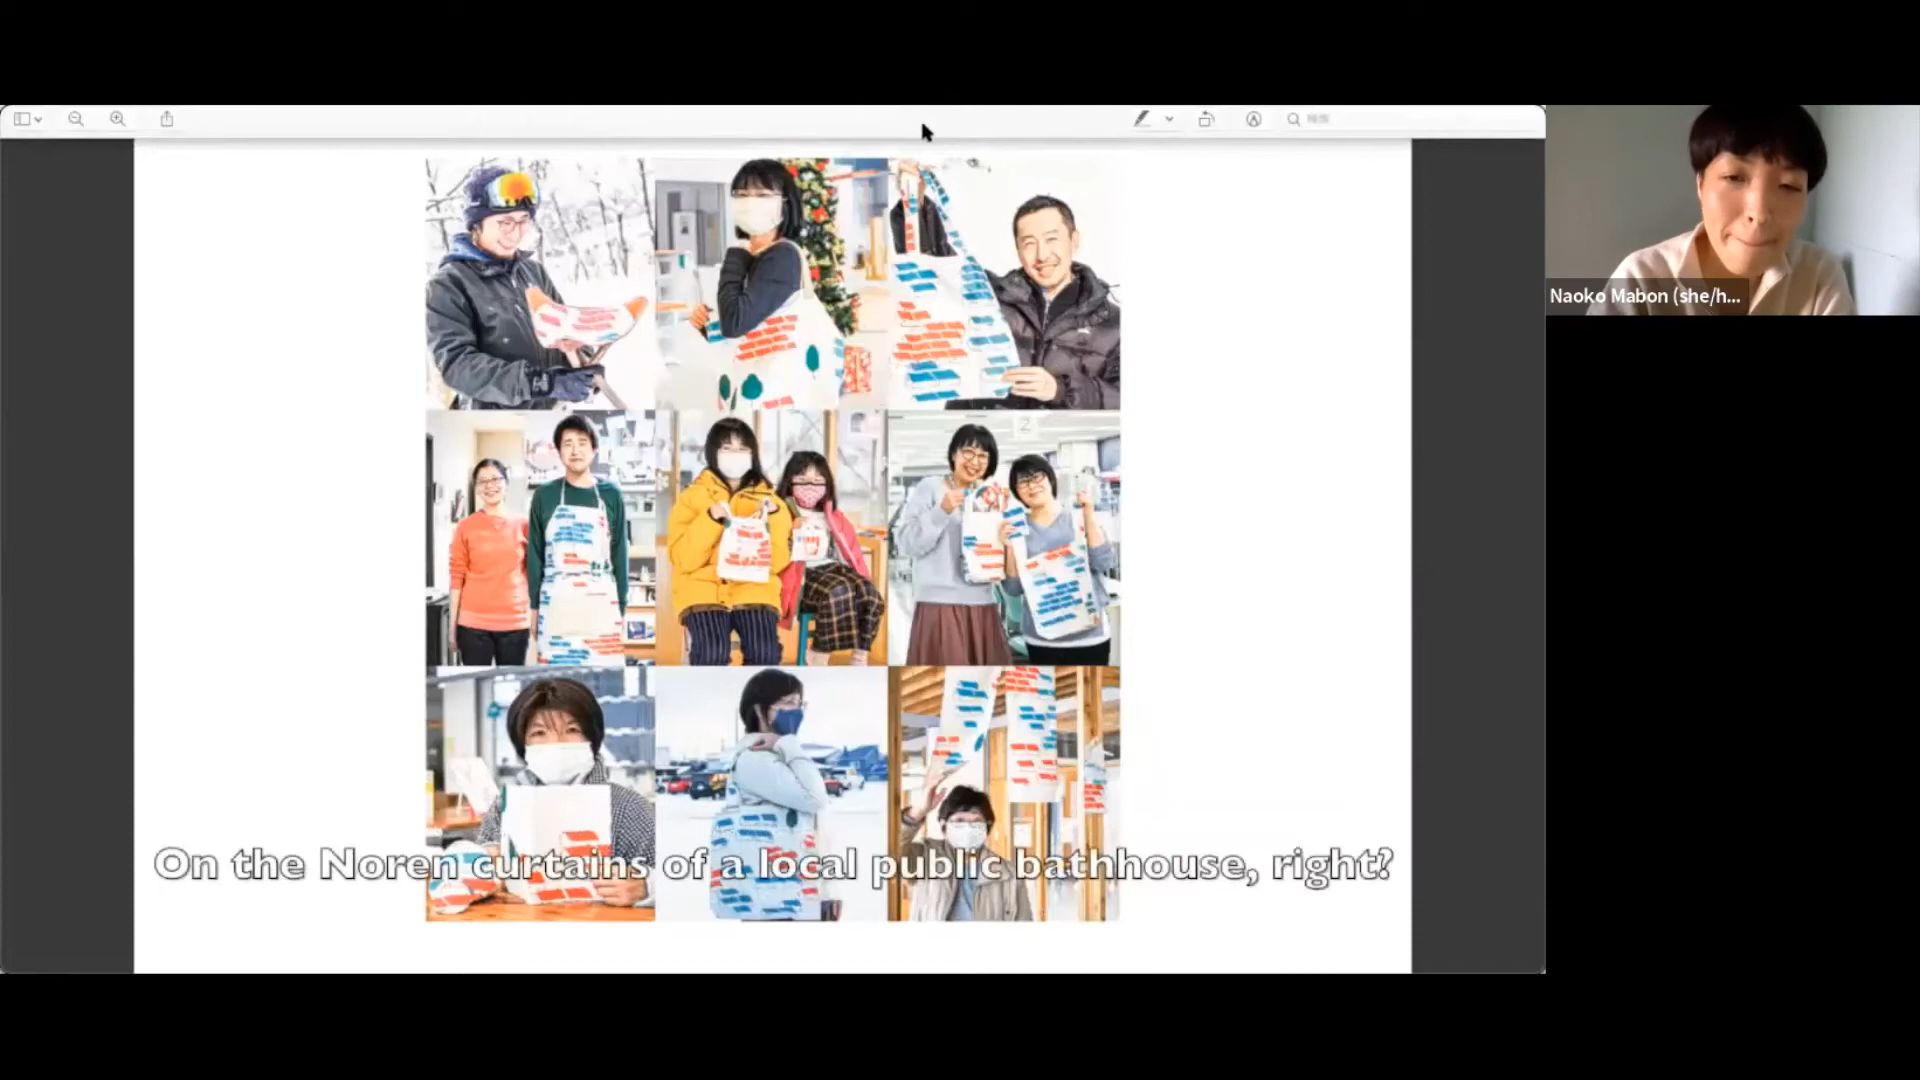 Naoko Mabon (she/h...
On the Noren curtains of a local public bathhouse, right?